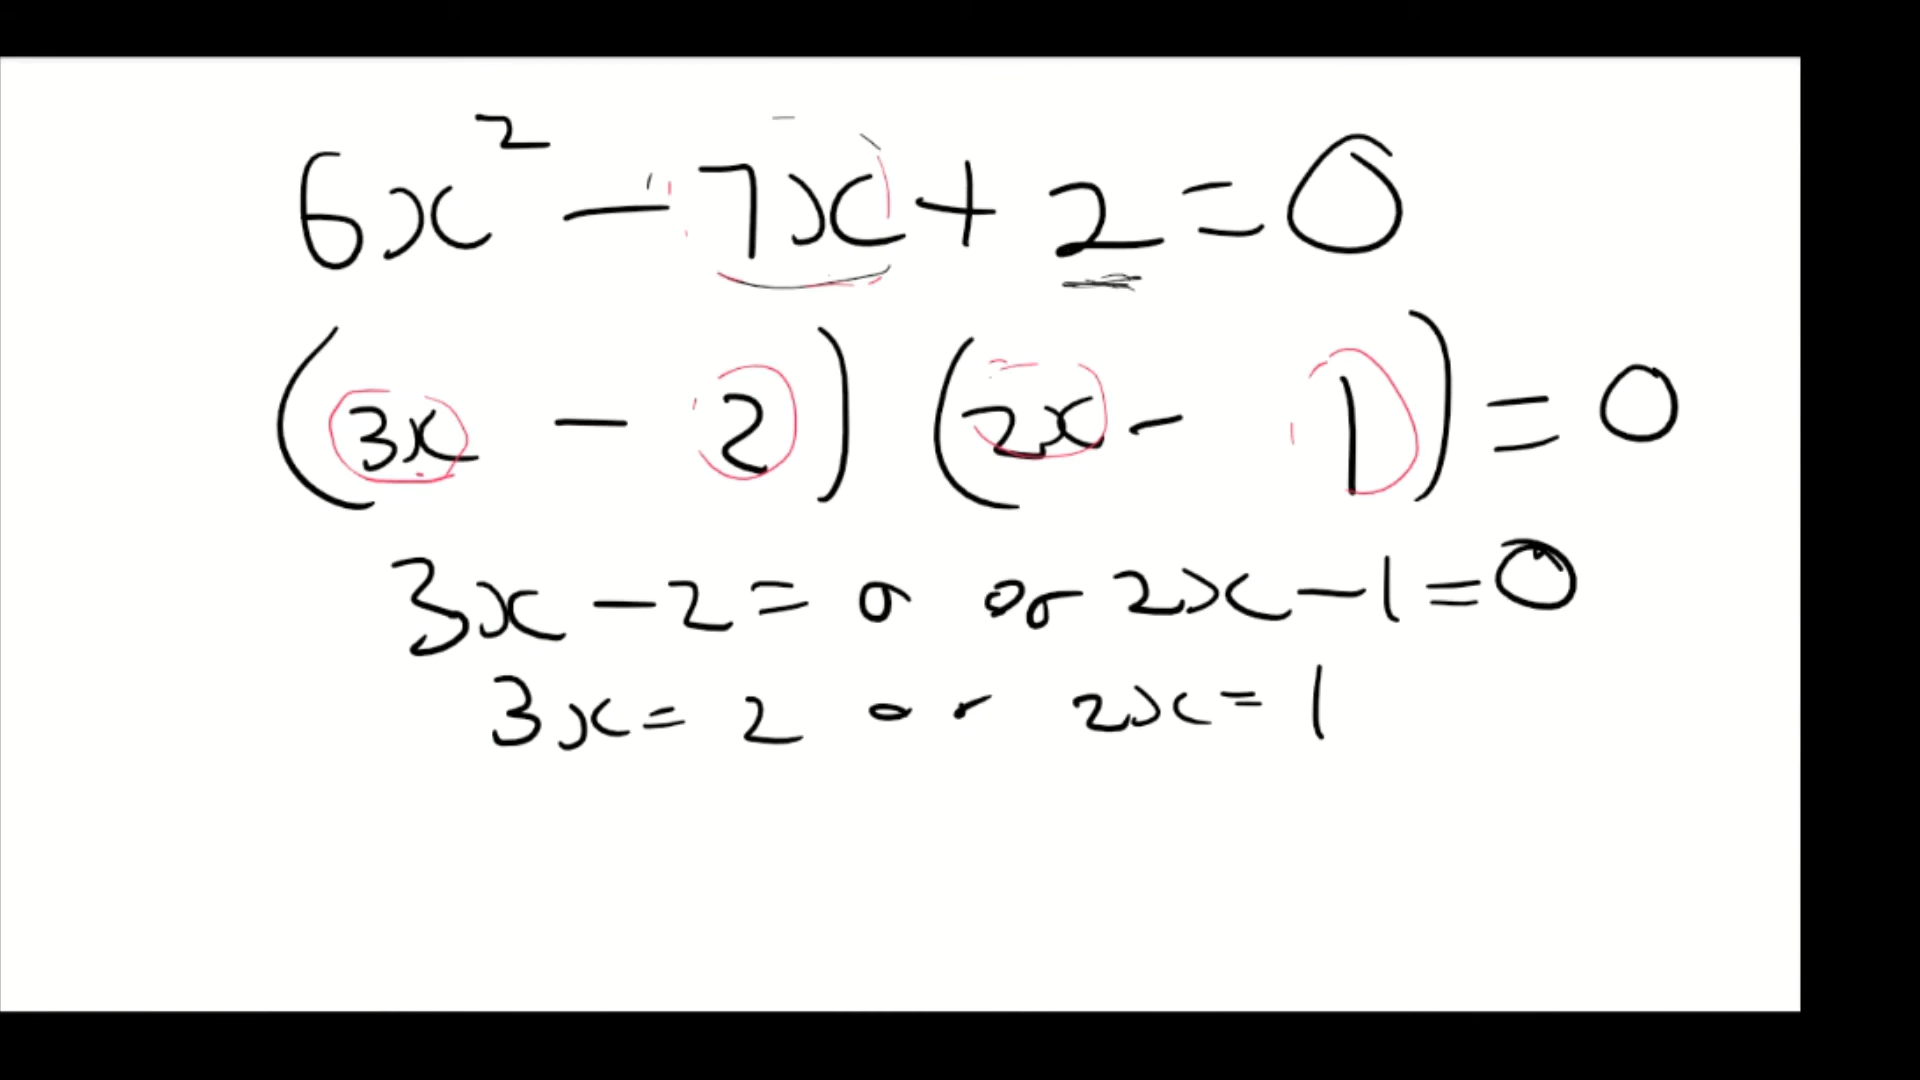 6x² - 7x + 2 = 0
(3x - 2) (2x - 1) = 0
3x - 2 = 0 or 2x - 1 = 0
3x = 2 or 2x = 1